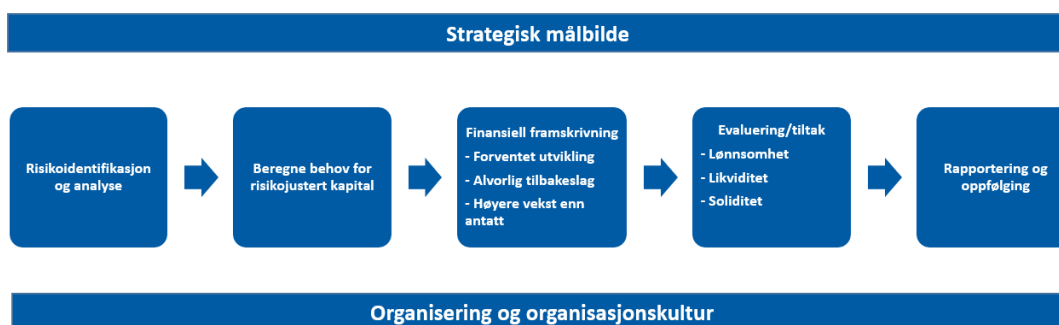 Strategisk målbilde
Risikoidentifikasjon
og analyse
Beregne behov for
risikojustert kapital
Finansiell framskrivning
- Forventet utvikling
- Alvorlig tilbakeslag
- Høyere vekst enn
antatt
Evaluering/tiltak
- Lønnsomhet
- Likviditet
- Soliditet
Rapportering og
oppfølging
Organisering og organisasjonskultur